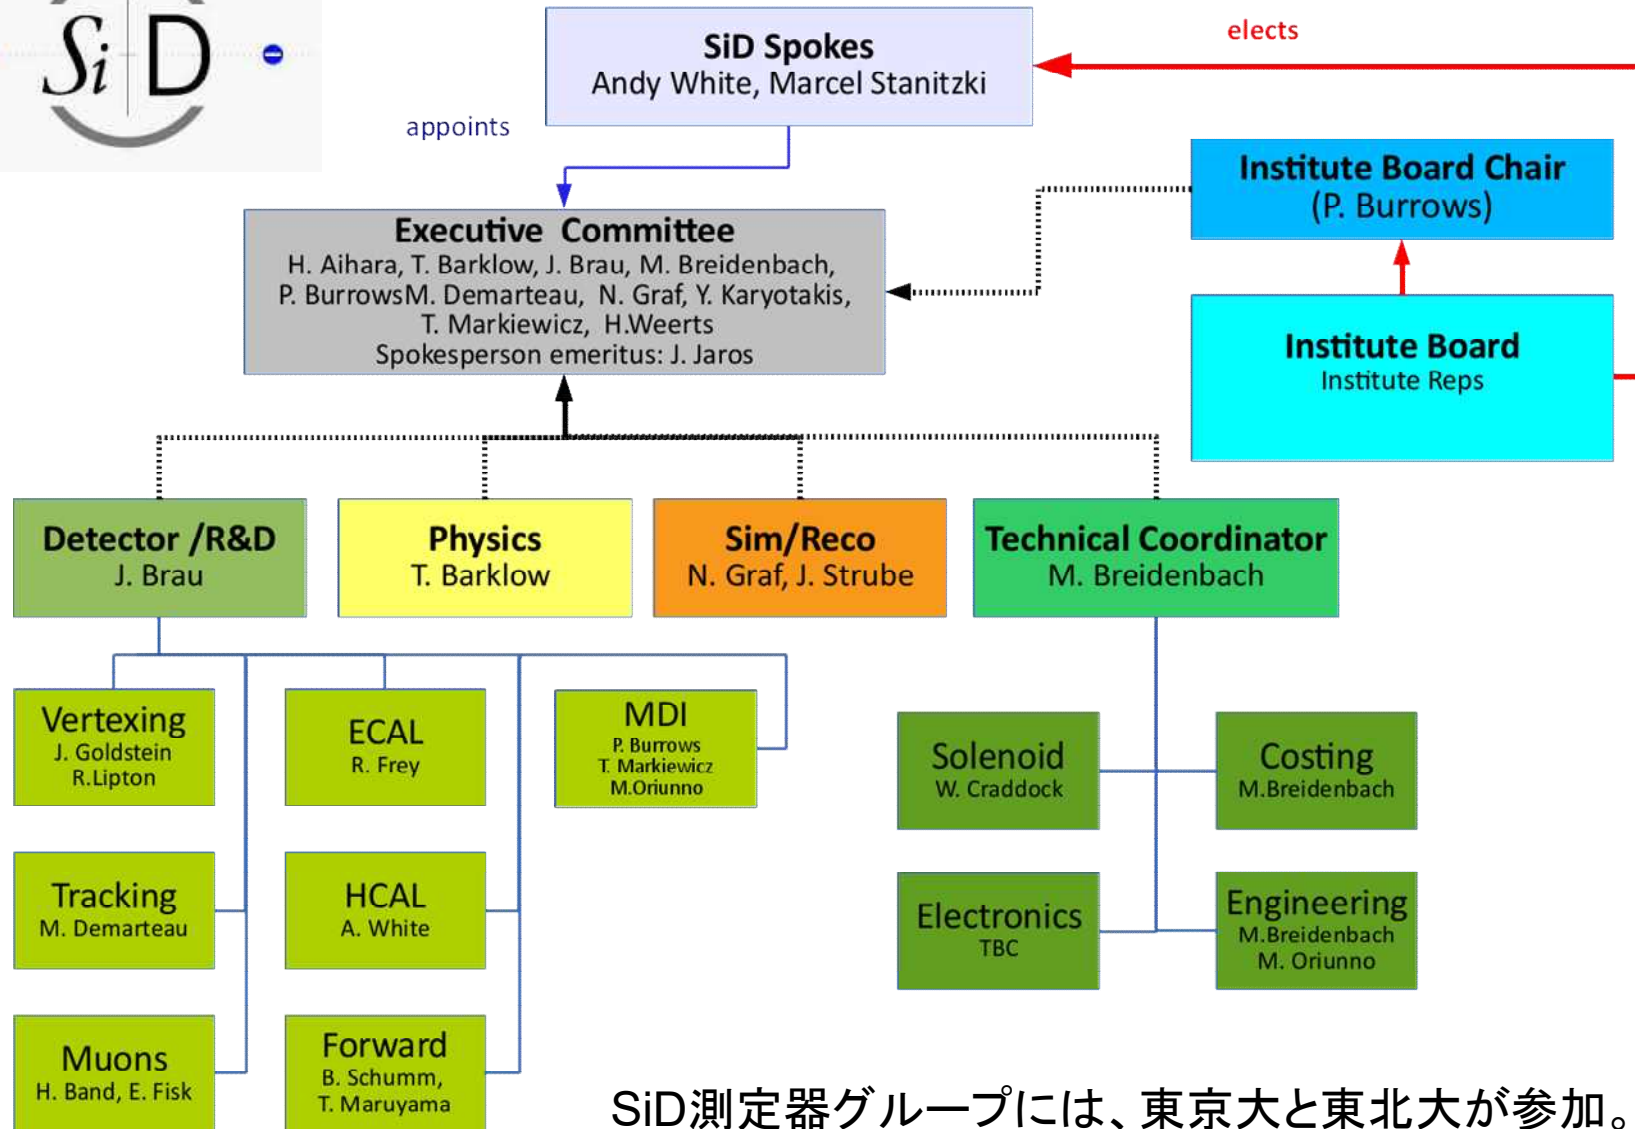 SiD
elects
SiD Spokes
Andy White, Marcel Stanitzki
appoints
Institute Board Chair
(P. Burrows)
Executive Committee
H. Aihara, T. Barklow, J. Brau, M. Breidenbach,
P. BurrowsM. Demarteau, N. Graf, Y. Karyotakis,
T. Markiewicz, H.Weerts
Spokesperson emeritus: J. Jaros
Institute Board
Institute Reps
Detector /R&D
J. Brau
Physics
T. Barklow
Sim/Reco
N. Graf, J. Strube
Technical Coordinator
M. Breidenbach
Vertexing
J. Goldstein
R.Lipton
ECAL
R. Frey
MDI
P. Burrows
T. Markiewicz
M.Oriunno
Solenoid
W. Craddock
Costing
M.Breidenbach
Tracking
M. Demarteau
HCAL
A. White
Electronics
TBC
Engineering
M.Breidenbach
M. Oriunno
Muons
H. Band, E. Fisk
Forward
B. Schumm,
T. Maruyama
SiD測定器グループには、東京大と東北大が参加。